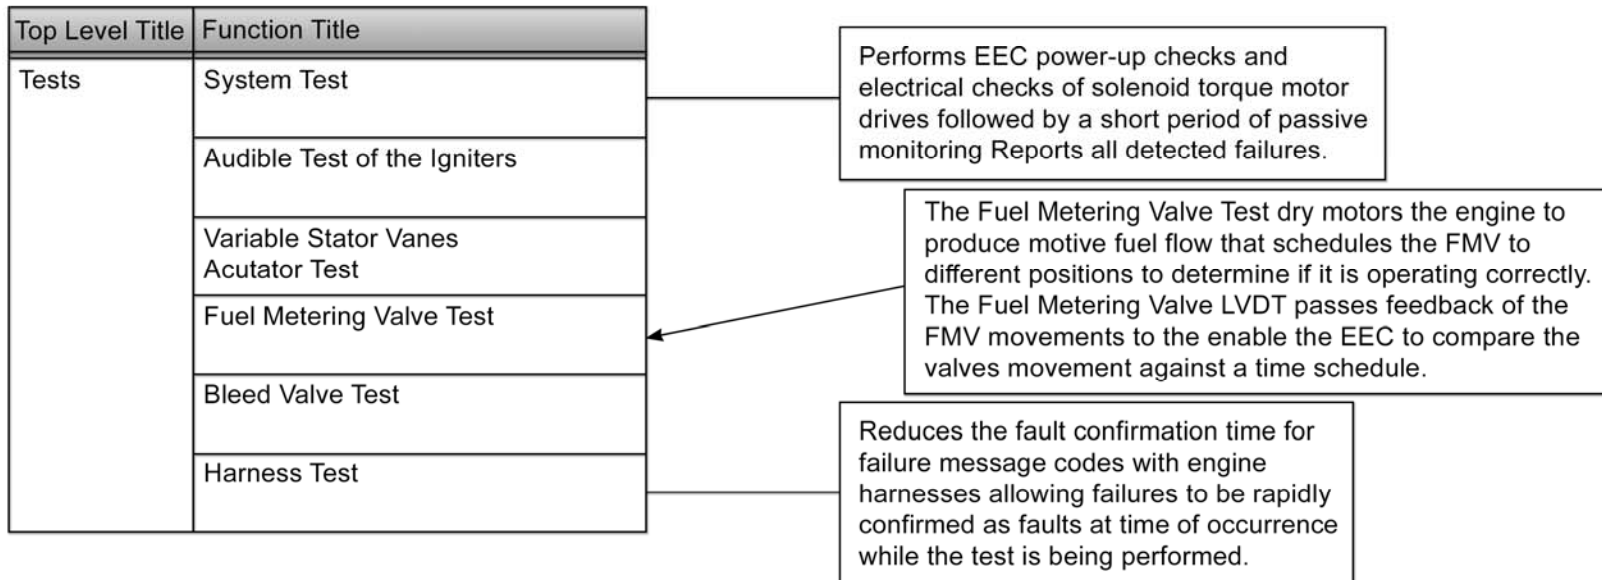 Top Level Title Function Title
Tests
System Test
Audible Test of the Igniters
Variable Stator Vanes
Acutator Test
Fuel Metering Valve Test
Bleed Valve Test
Harness Test
Performs EEC power-up checks and
electrical checks of solenoid torque motor
drives followed by a short period of passive
monitoring Reports all detected failures.
The Fuel Metering Valve Test dry motors the engine to
produce motive fuel flow that schedules the FMV to
different positions to determine if it is operating correctly.
The Fuel Metering Valve LVDT passes feedback of the
FMV movements to the enable the EEC to compare the
valves movement against a time schedule.
Reduces the fault confirmation time for
failure message codes with engine
harnesses allowing failures to be rapidly
confirmed as faults at time of occurrence
while the test is being performed.